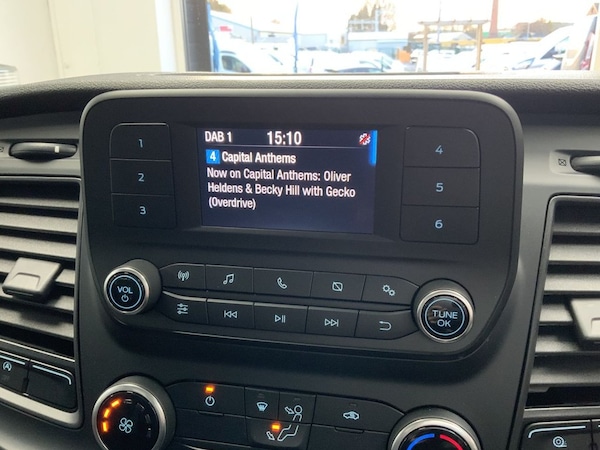 DAB 1 15:10
4 Capital Anthems
Now on Capital Anthems: Oliver
Heldens & Becky Hill with Gecko
(Overdrive)
1
2
3
4
5
6
VOL
TUNE
OK